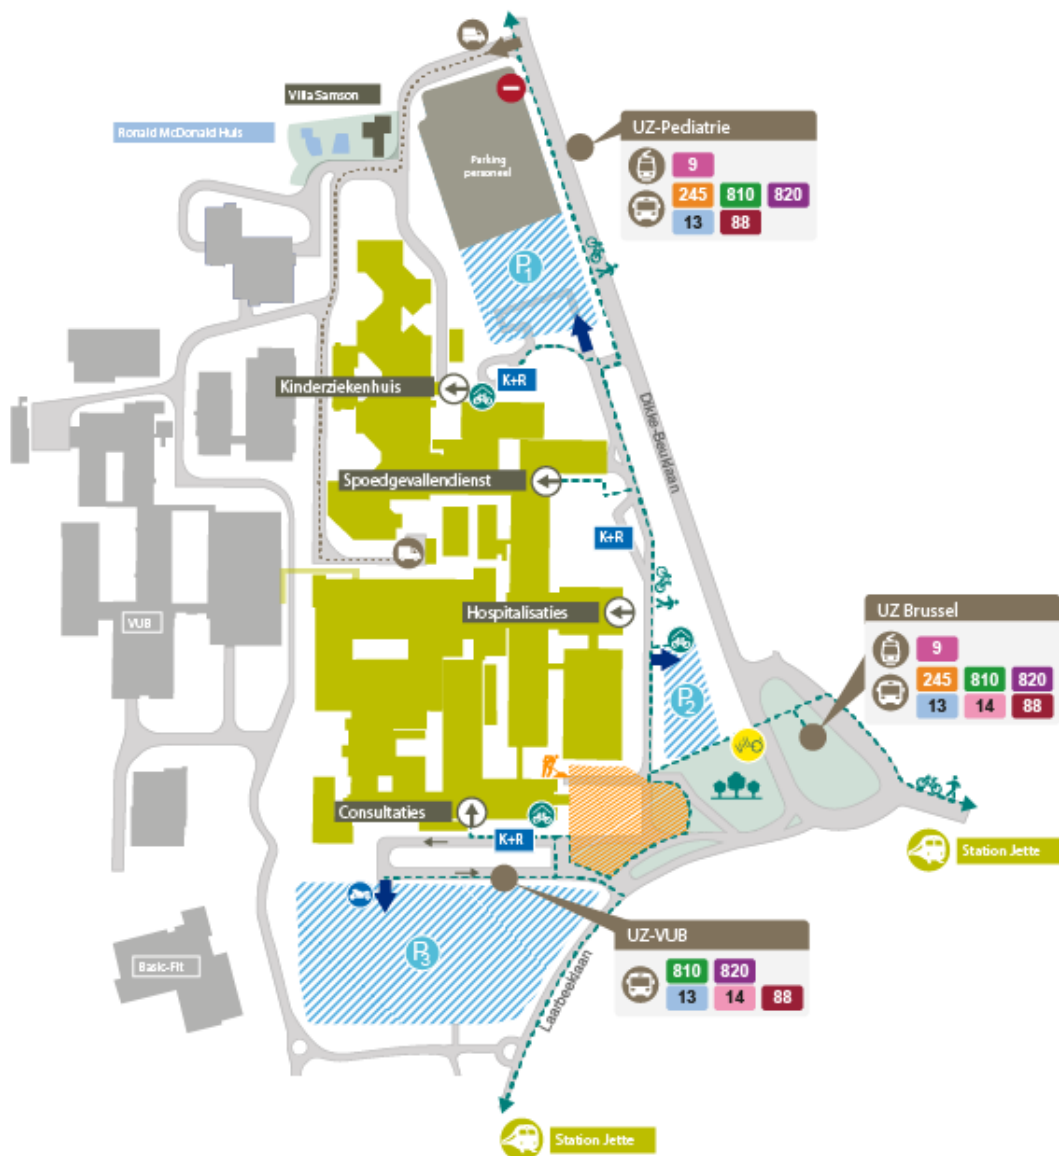 Villa Samson
Ronald McDonald Huis
Parking
personeel
UZ-Pediatrie
9
245 810 820
13 88
P1
K+R
Kinderziekenhuis
Dikke-Beuklaan
Spoedgevallendienst
K+R
Hospitalisaties
VUB
UZ Brussel
9
245 810 820
13 14 88
P2
Consultaties
K+R
Station Jette
P3
Basic-Fit
UZ-VUB
810 820
13 14 88
Laarbeeklaan
Station Jette